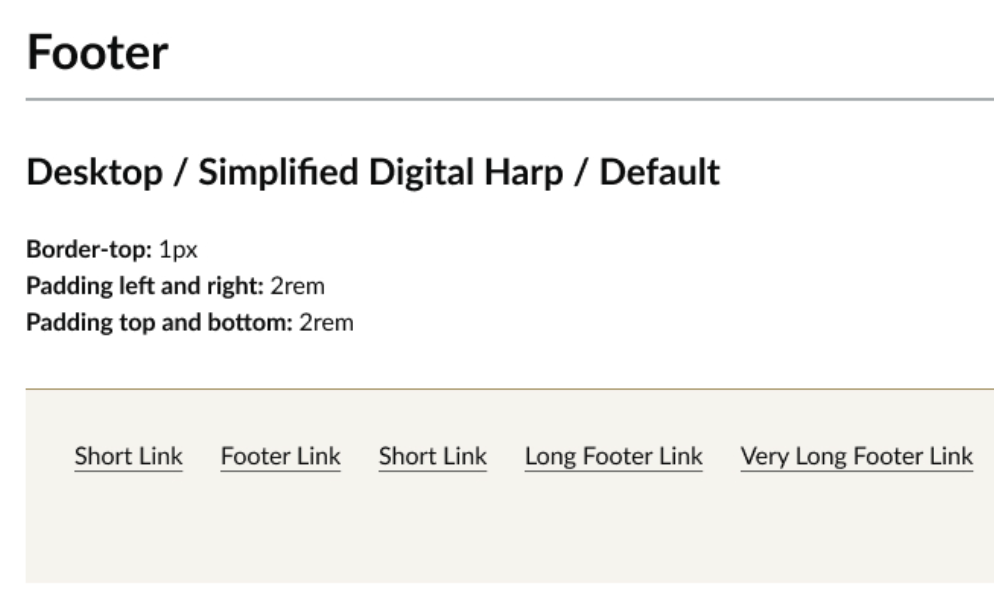 Footer
Desktop / Simplified Digital Harp / Default
Border-top: 1px
Padding left and right: 2rem
Padding top and bottom: 2rem
Short Link Footer Link Short Link Long Footer Link Very Long Footer Link